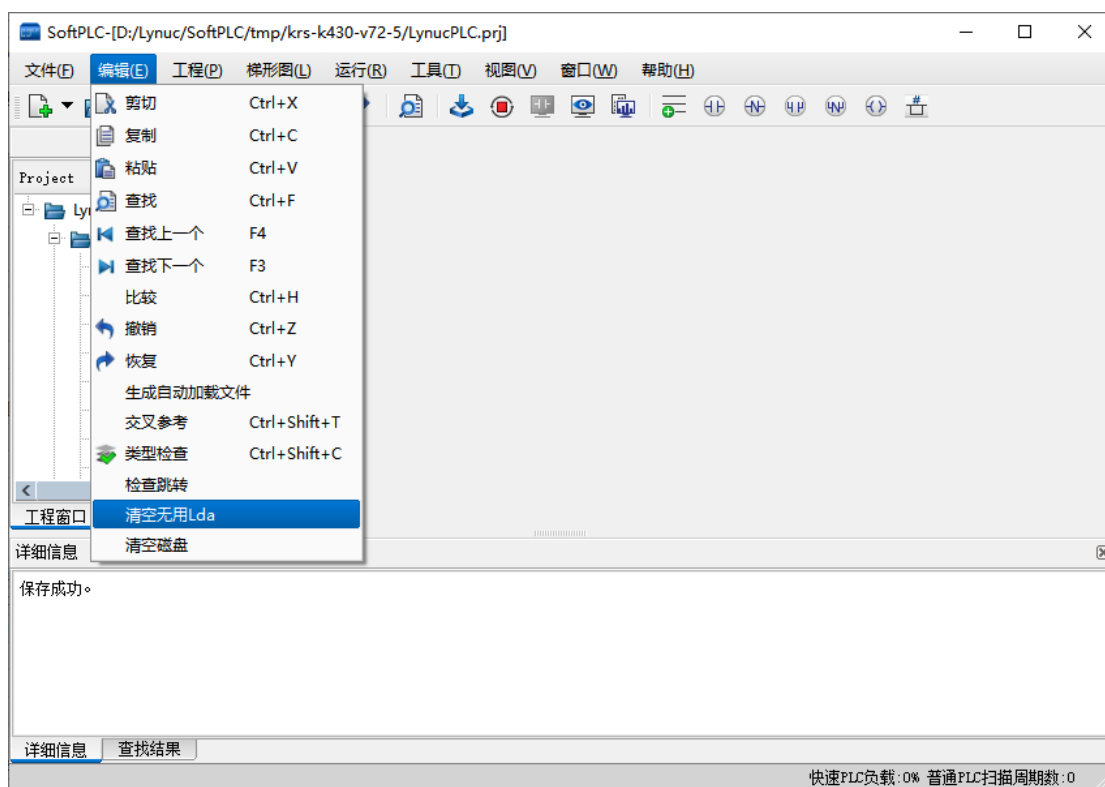 SoftPLC-[D:/Lynuc/SoftPLC/tmp/krs-k430-v72-5/LynucPLC.prj]
文件(F) 编辑(E) 工程(P) 梯形图(L) 运行(R) 工具(T) 视图(V) 窗口(W) 帮助(H)
剪切 Ctrl+X
复制 Ctrl+C
粘贴 Ctrl+V
Project
查找 Ctrl+F
Ly
查找上一个 F4
查找下一个 F3
比较 Ctrl+H
撤销 Ctrl+Z
恢复 Ctrl+Y
生成自动加载文件
交叉参考 Ctrl+Shift+T
类型检查 Ctrl+Shift+C
检查跳转
工程窗口
清空无用Lda
清空磁盘
详细信息
保存成功。
详细信息 查找结果
快速PLC负载:0% 普通PLC扫描周期数:0